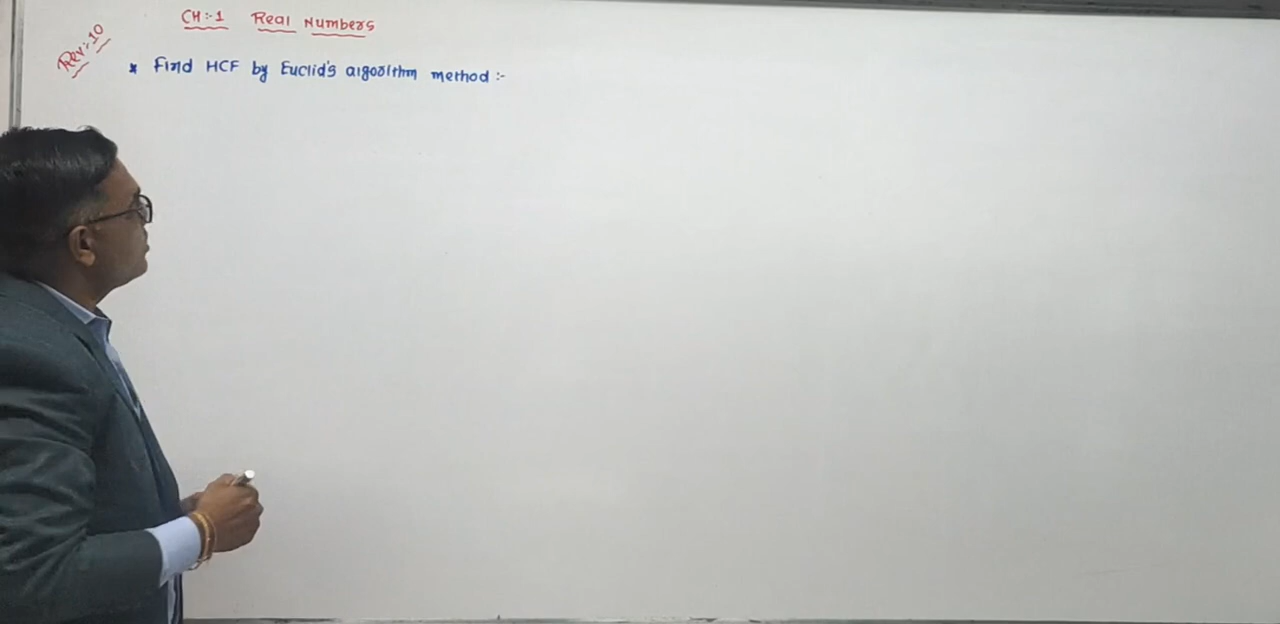 CH:-1 Real Numbers
Rev:-10
* Find HCF by Euclid's algorithm method :-